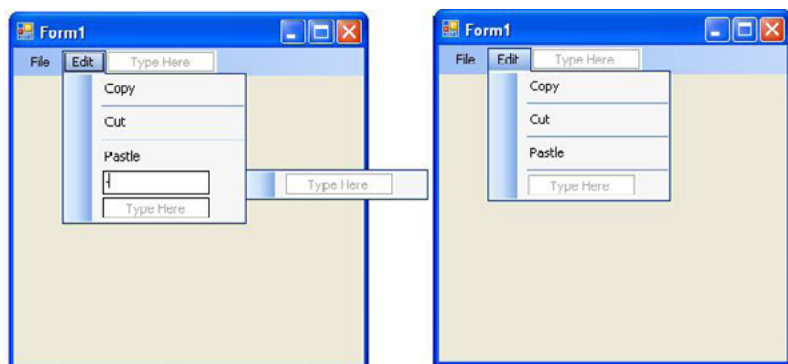 Form1
File Edit Type Here
Copy
Cut
Pastle
-
Type Here
Type Here
Form1
File Edit Type Here
Copy
Cut
Pastle
Type Here